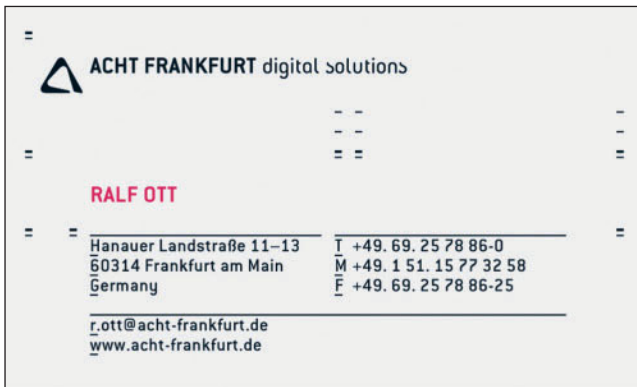 ACHT FRANKFURT digital solutions
RALF OTT
Hanauer Landstraße 11–13
60314 Frankfurt am Main
Germany
T +49. 69. 25 78 86-0
M +49. 1 51. 15 77 32 58
F +49. 69. 25 78 86-25
r.ott@acht-frankfurt.de
www.acht-frankfurt.de